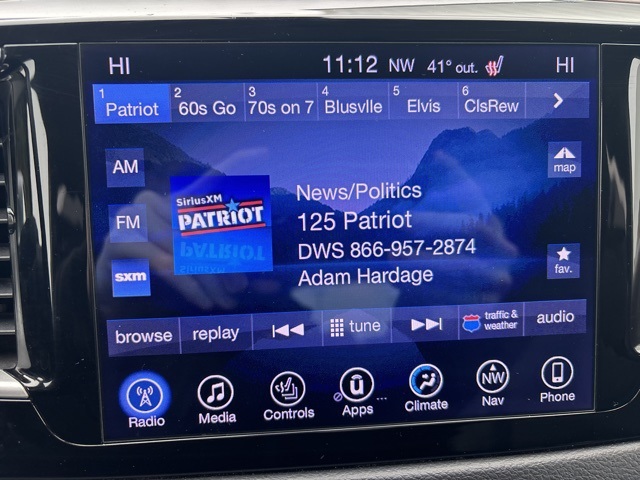 HI 11:12 NW 41° out. HI
1 Patriot 2 60s Go 3 70s on 7 4 Blusvlle 5 Elvis 6 ClsRew
AM
map
SiriusXM
PATRIOT
News/Politics
125 Patriot
FM
DWS 866-957-2874
fav.
sxm
Adam Hardage
browse replay tune traffic & weather audio
Radio Media Controls Apps Climate NW Nav Phone